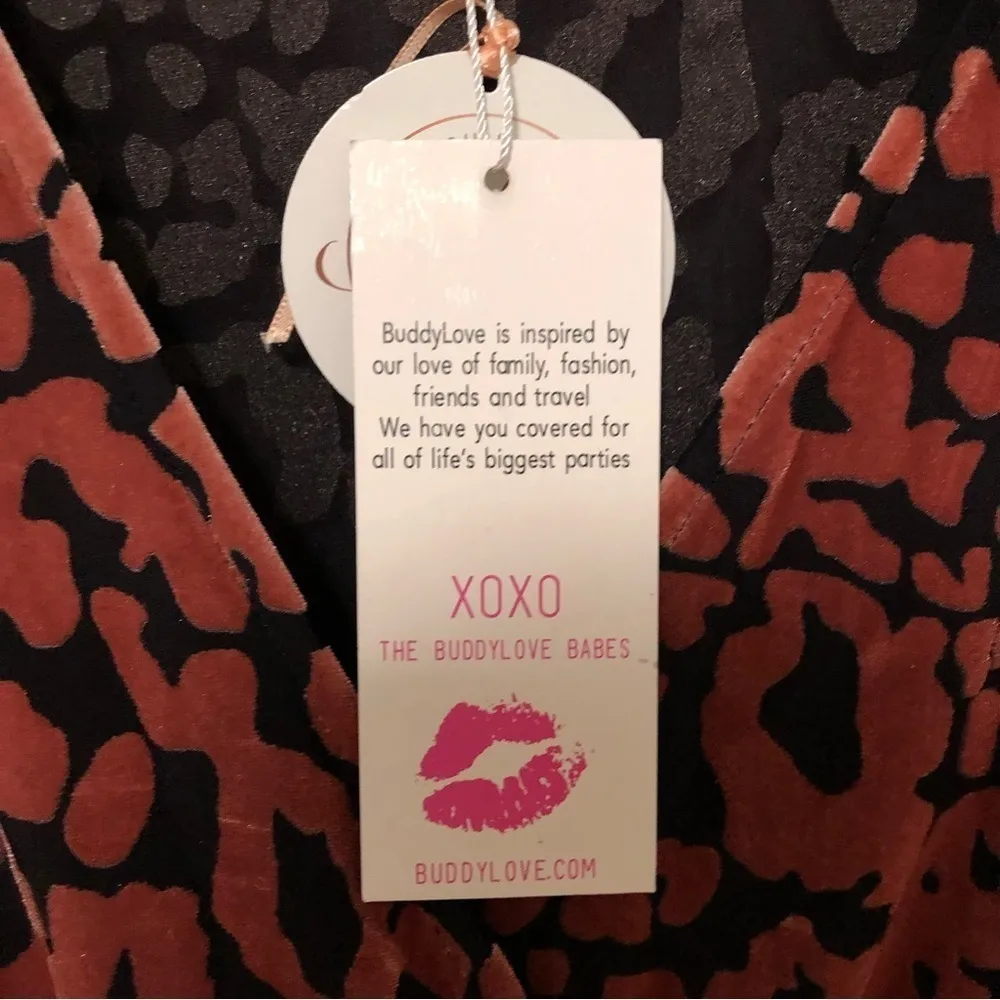 BuddyLove is inspired by
our love of family, fashion,
friends and travel
We have you covered for
all of life's biggest parties
XOXO
THE BUDDYLOVE BABES
BUDDYLOVE.COM